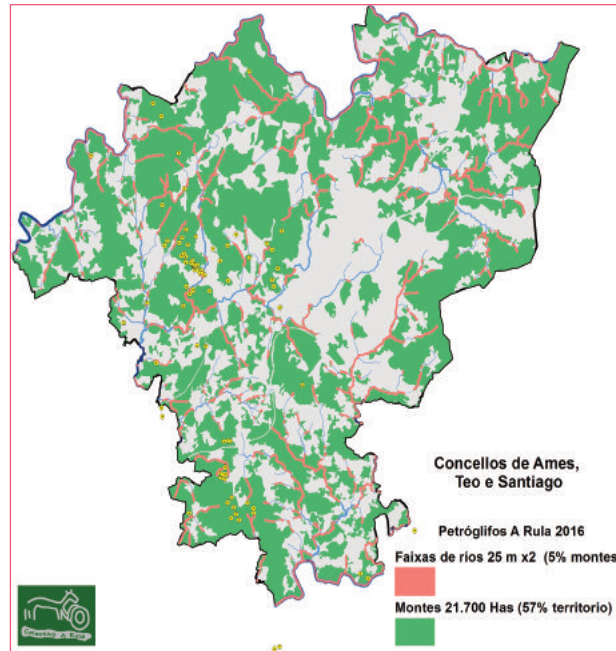 Concellos de Ames,
Teo e Santiago
Petróglifos A Rula 2016
Faixas de ríos 25 m x2 (5% montes
Montes 21.700 Has (57% territorio)